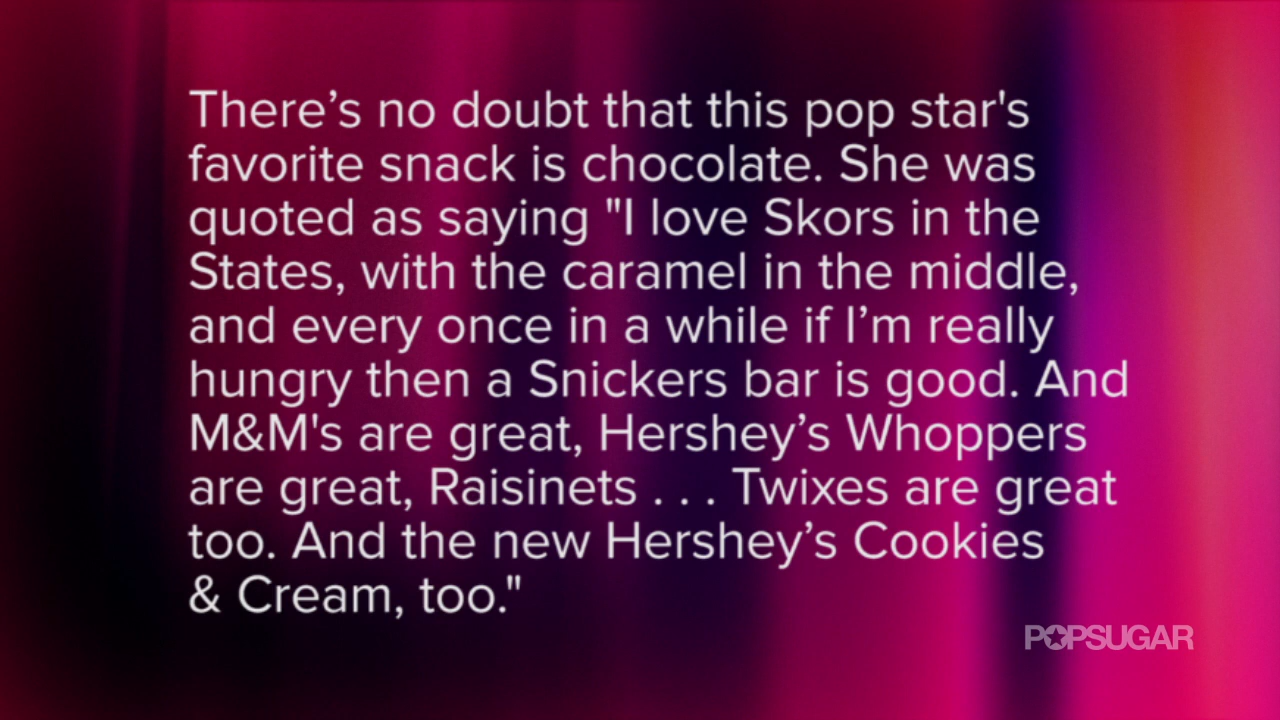 There’s no doubt that this pop star's
favorite snack is chocolate. She was
quoted as saying "I love Skors in the
States, with the caramel in the middle,
and every once in a while if I’m really
hungry then a Snickers bar is good. And
M&M's are great, Hershey’s Whoppers
are great, Raisinets . . . Twixes are great
too. And the new Hershey’s Cookies
& Cream, too."
POPSUGAR